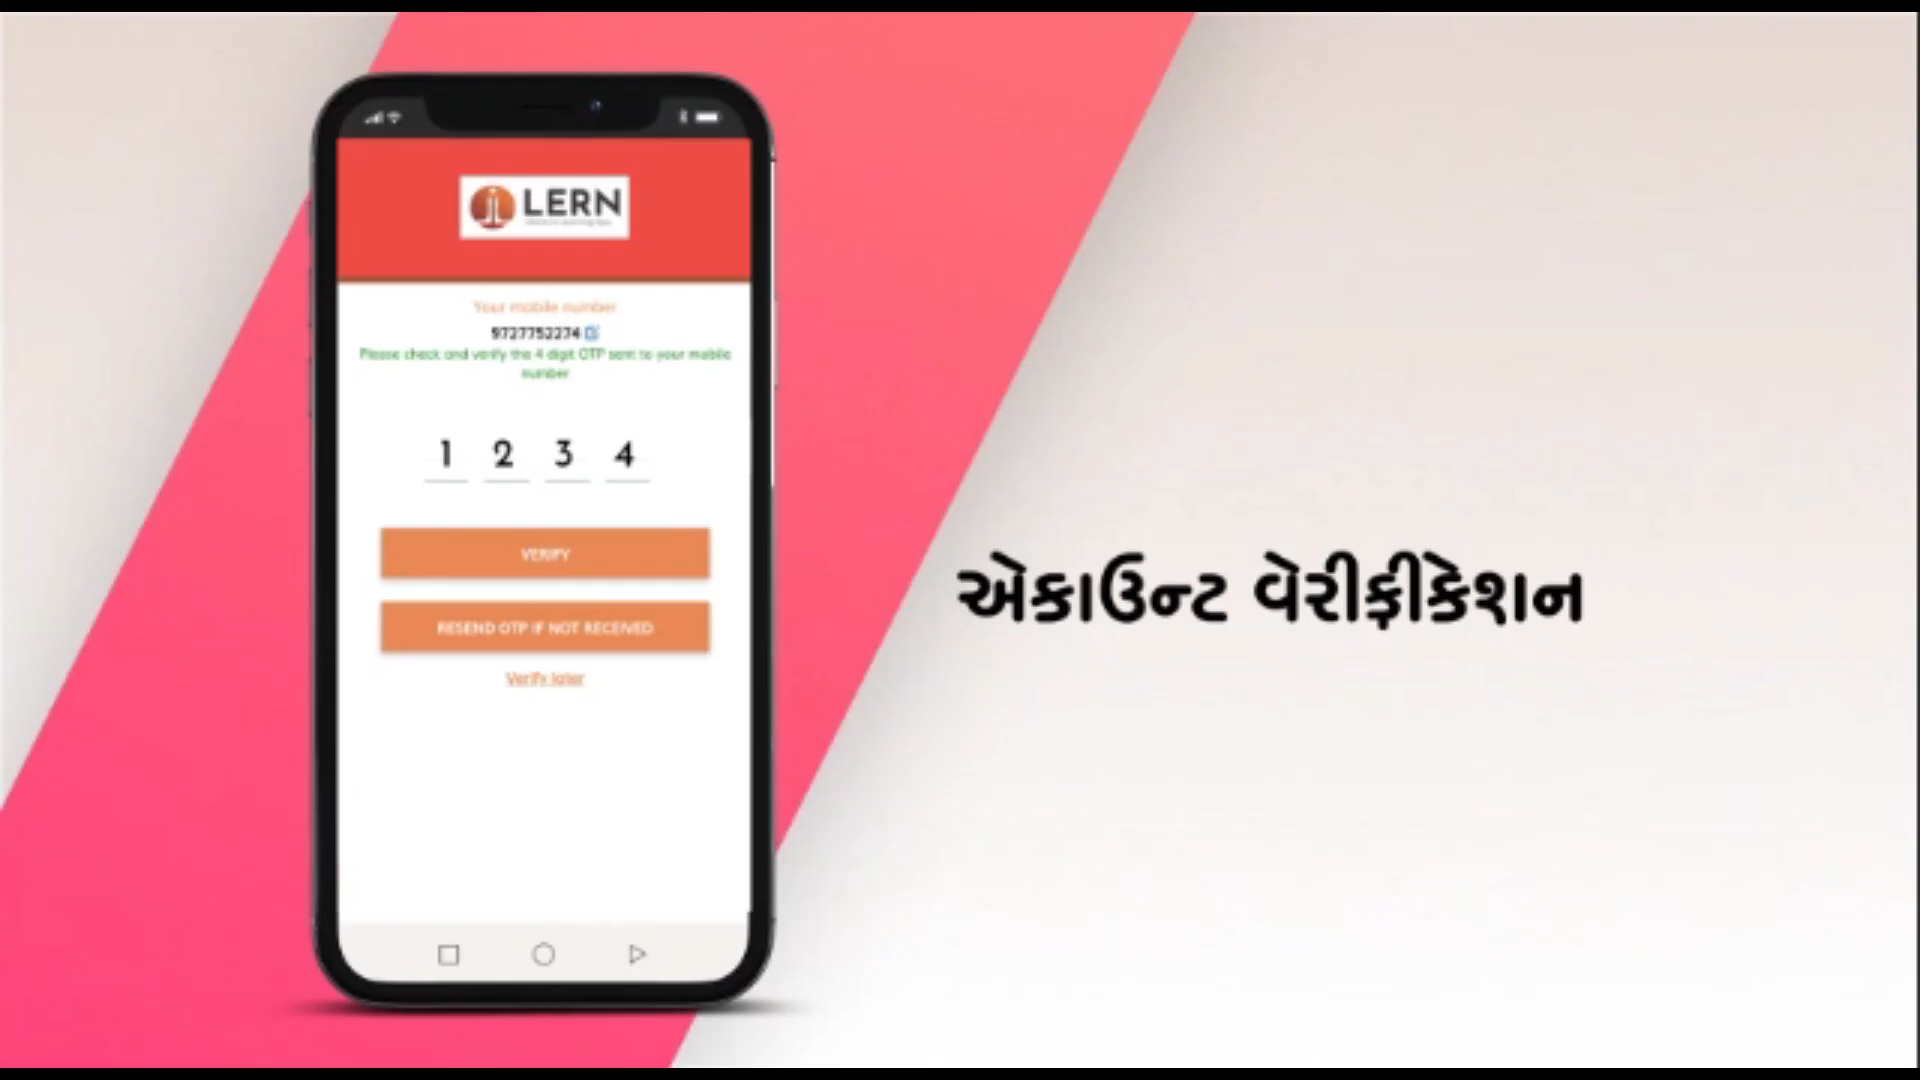 LERN
Your mobile number
9727752274
Please check and verify the 4 digit OTP sent to your mobile
number
1 2 3 4
VERIFY
RESEND OTP IF NOT RECEIVED
Verify later
એકાઉન્ટ વેરીફીકેશન